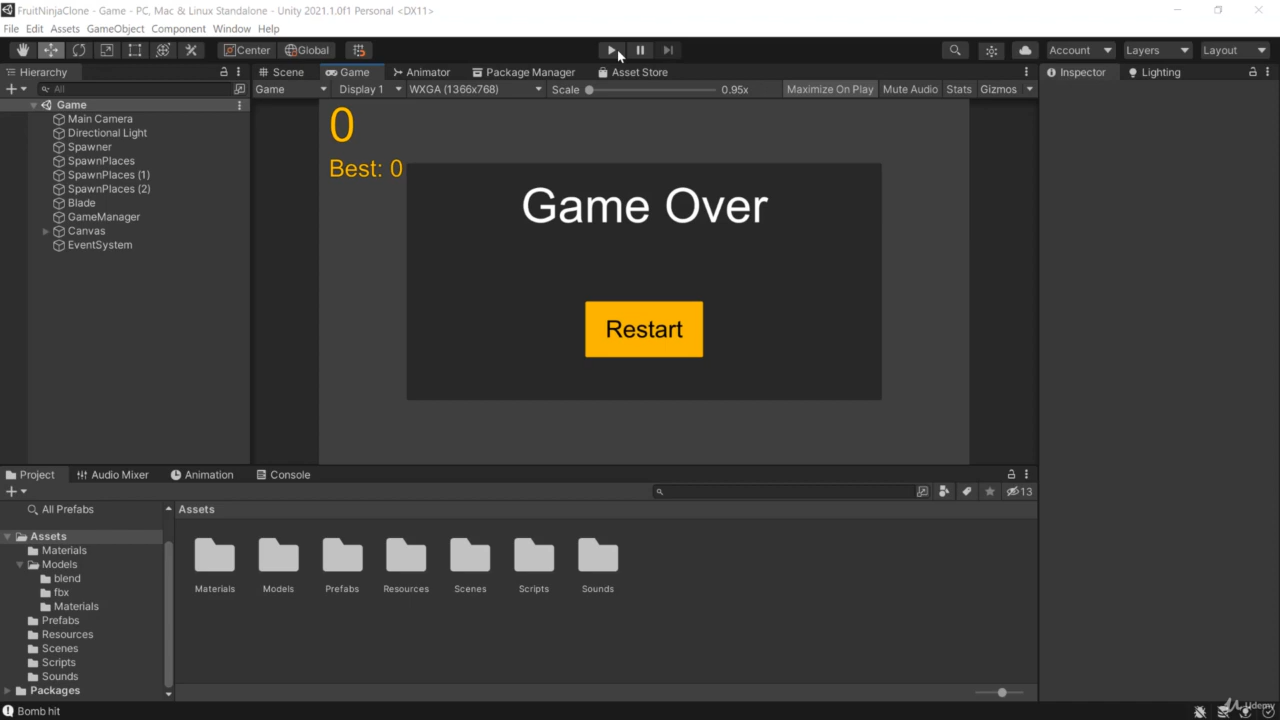 FruitNinjaClone - Game - PC, Mac & Linux Standalone - Unity 2021.1.0f1 Personal <DX11>
File Edit Assets GameObject Component Window Help
Center Global Account Layers Layout
Hierarchy Scene Game Animator Package Manager Asset Store Inspector Lighting
All Game Display 1 WXGA (1366x768) Scale 0.95x Maximize On Play Mute Audio Stats Gizmos
Game
Main Camera
Directional Light
Spawner
SpawnPlaces
SpawnPlaces (1)
SpawnPlaces (2)
Blade
GameManager
Canvas
EventSystem
0
Best: 0
Game Over
Restart
Project Audio Mixer Animation Console
13
All Prefabs
Assets
Materials
Models
blend
fbx
Materials
Prefabs
Resources
Scenes
Scripts
Sounds
Packages
Assets
Materials Models Prefabs Resources Scenes Scripts Sounds
Bomb hit
Udemy